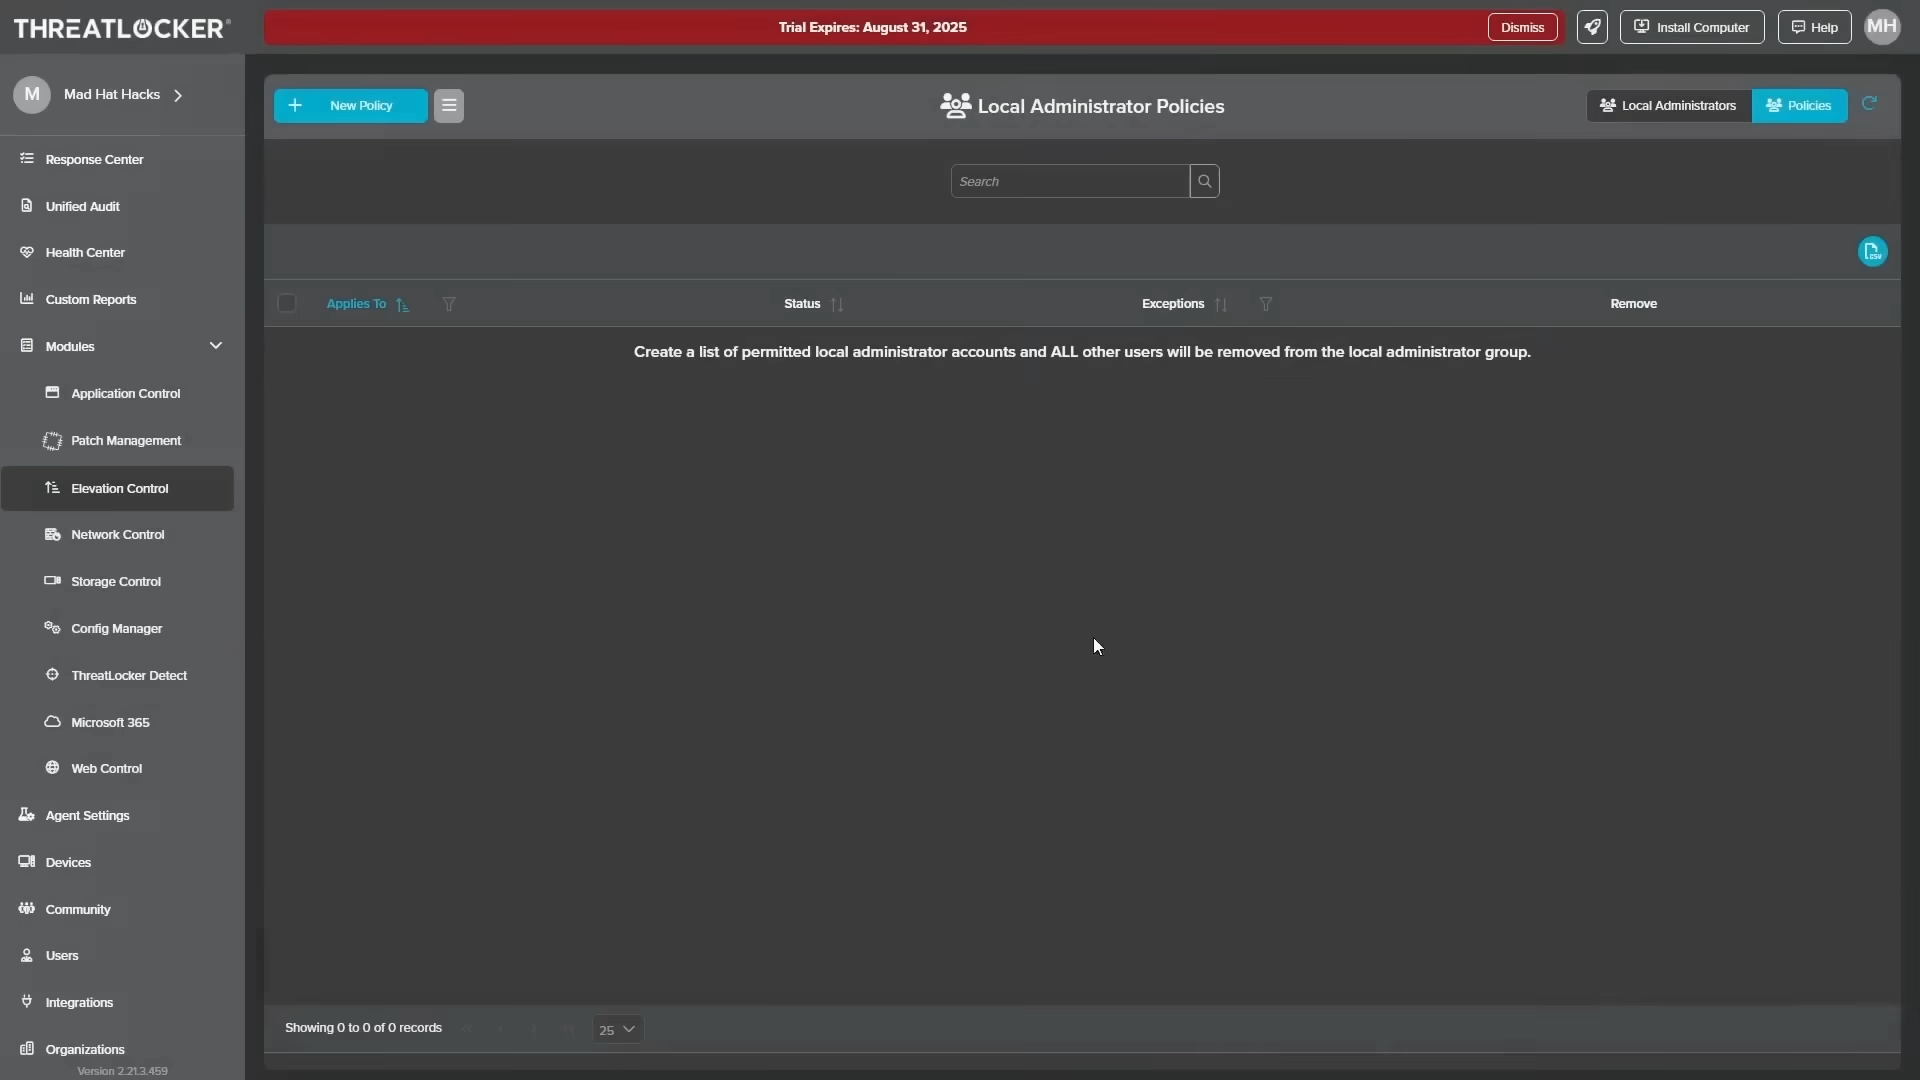 THREATLOCKER®
Trial Expires: August 31, 2025
Dismiss
Install Computer
Help
MH
M
Mad Hat Hacks
New Policy
Local Administrator Policies
Local Administrators
Policies
Response Center
Search
Unified Audit
Health Center
CSV
Custom Reports
Applies To
Status
Exceptions
Remove
Modules
Create a list of permitted local administrator accounts and ALL other users will be removed from the local administrator group.
Application Control
Patch Management
Elevation Control
Network Control
Storage Control
Config Manager
ThreatLocker Detect
Microsoft 365
Web Control
Agent Settings
Devices
Community
Users
Integrations
Showing 0 to 0 of 0 records
25
Organizations
Version 2.21.3.459